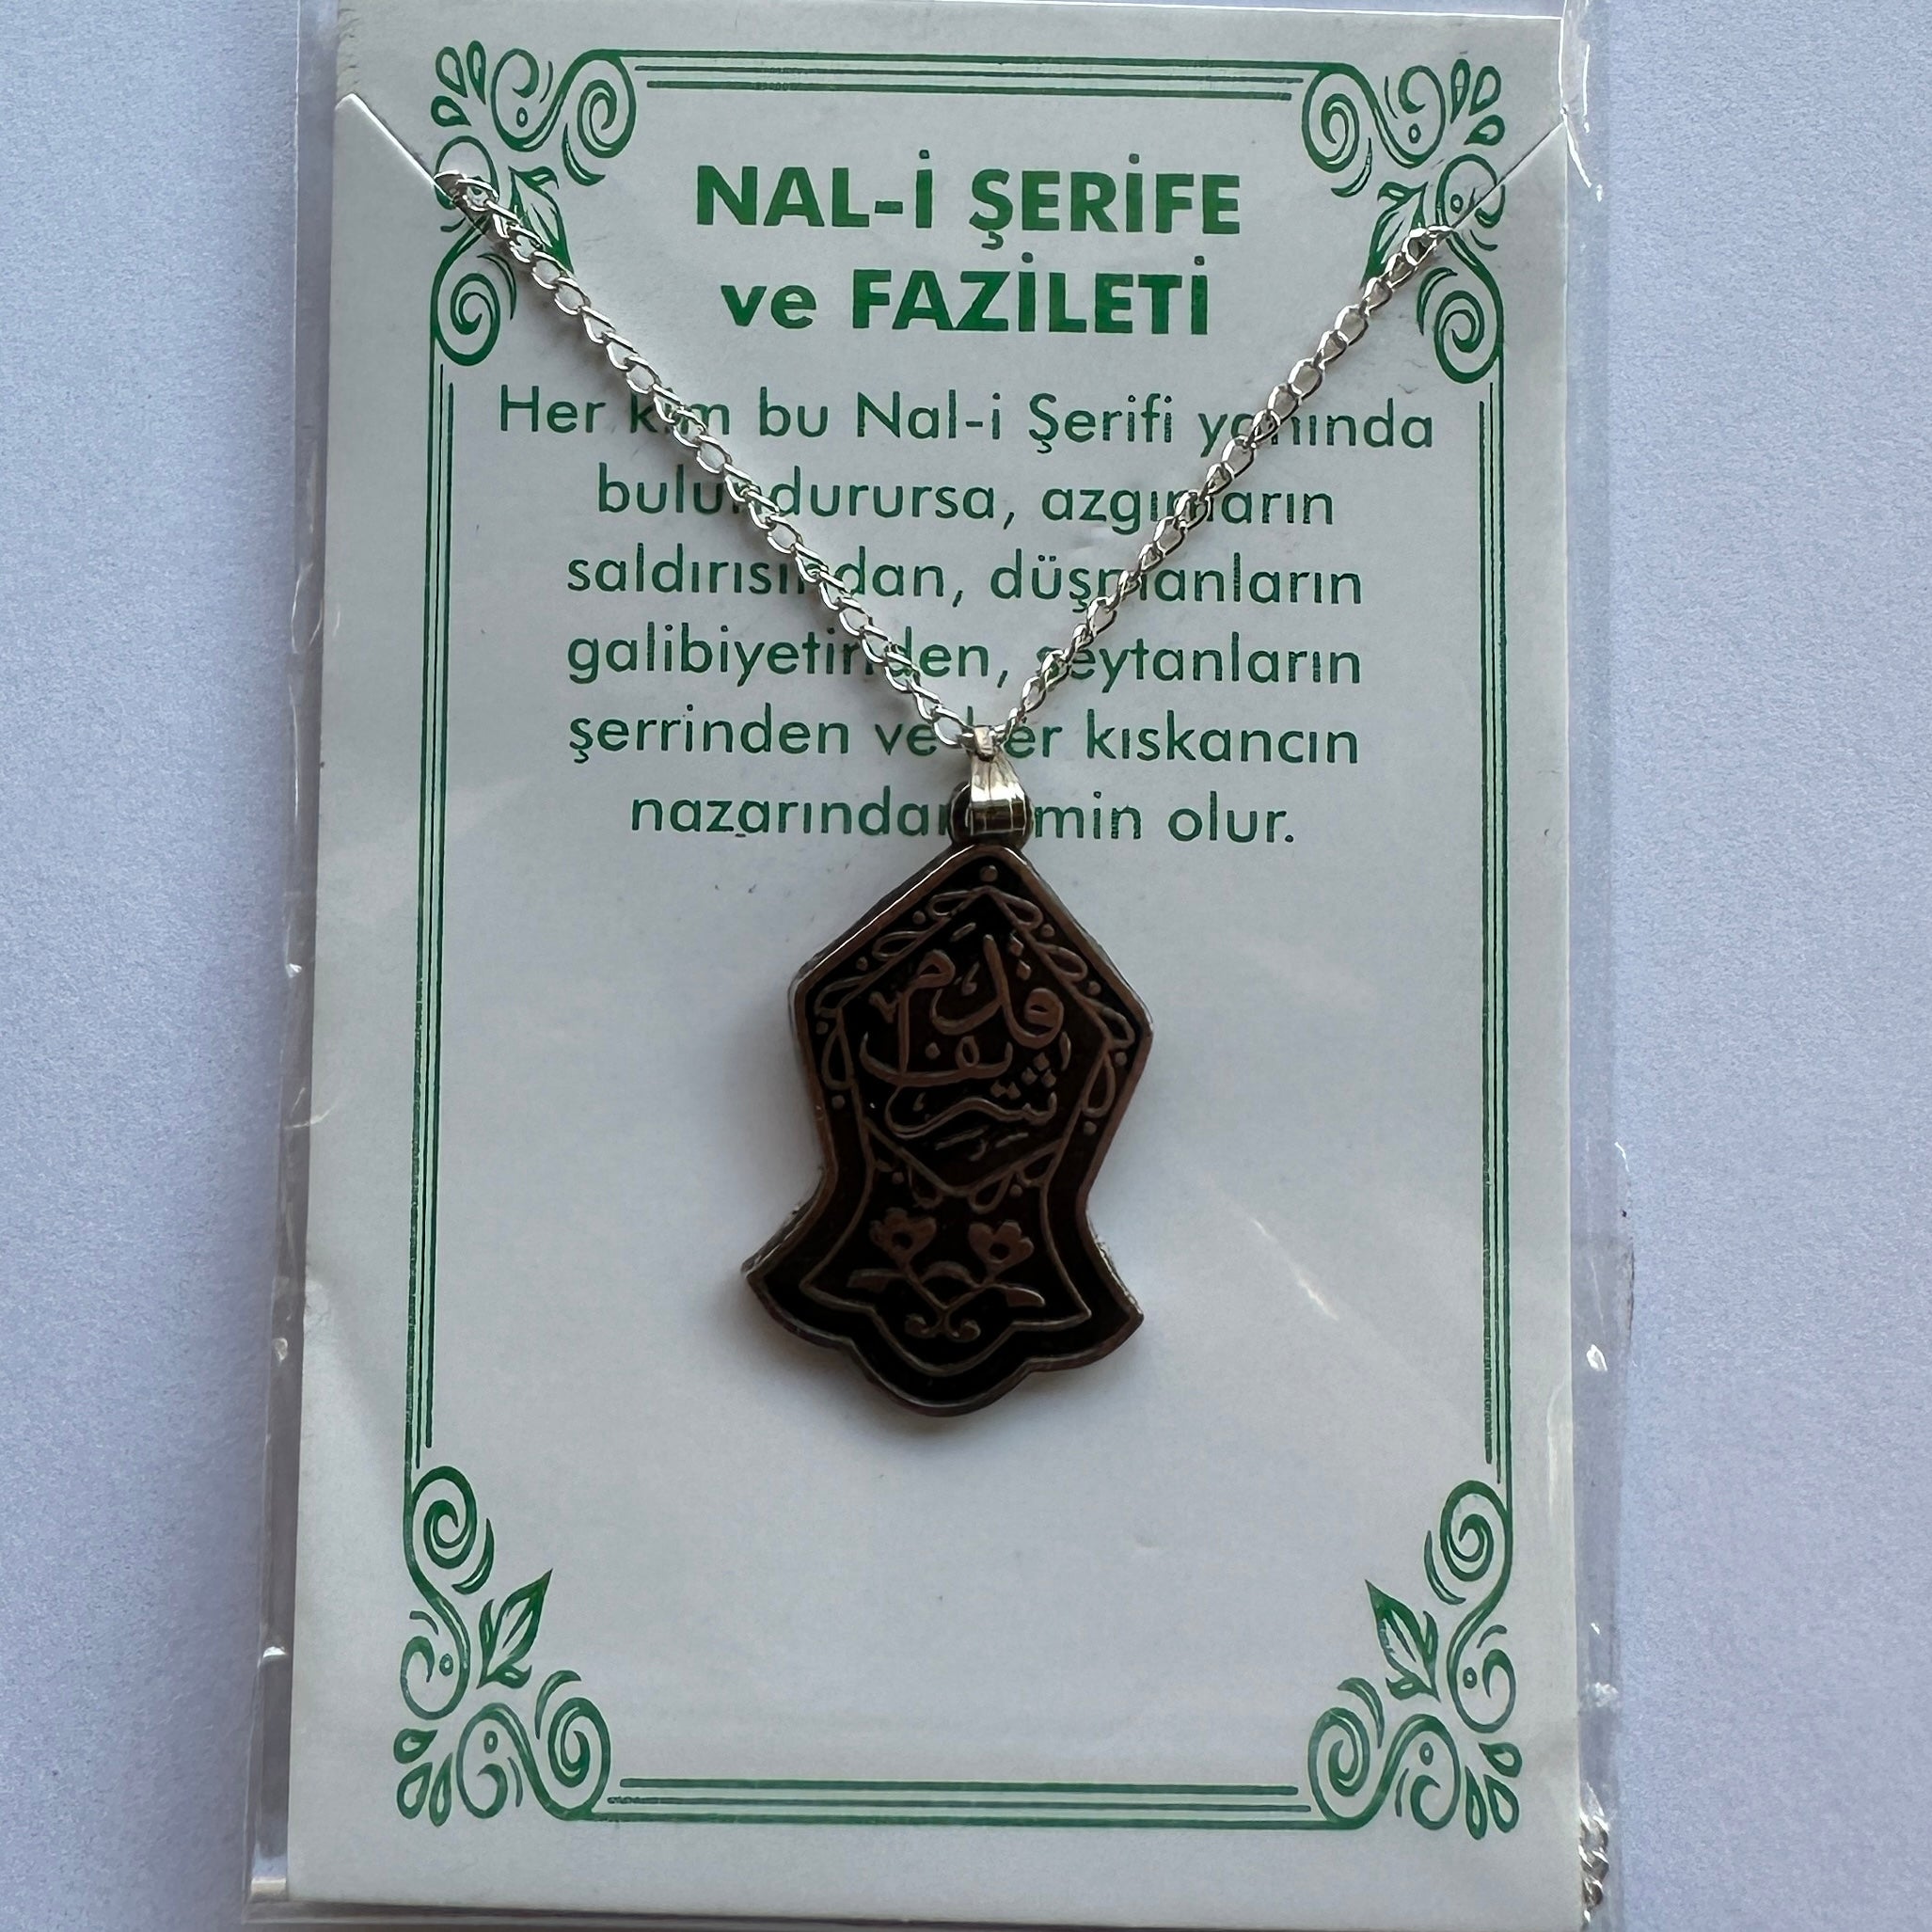 NAL-İ ŞERİFE
ve FAZİLETİ
Her kim bu Nal-i Şerifi yanında
bulundurursa, azgınların
saldırısından, düşmanların
galibiyetinden, şeytanların
şerrinden ve her kıskancın
nazarından emin olur.
قدم
شريف